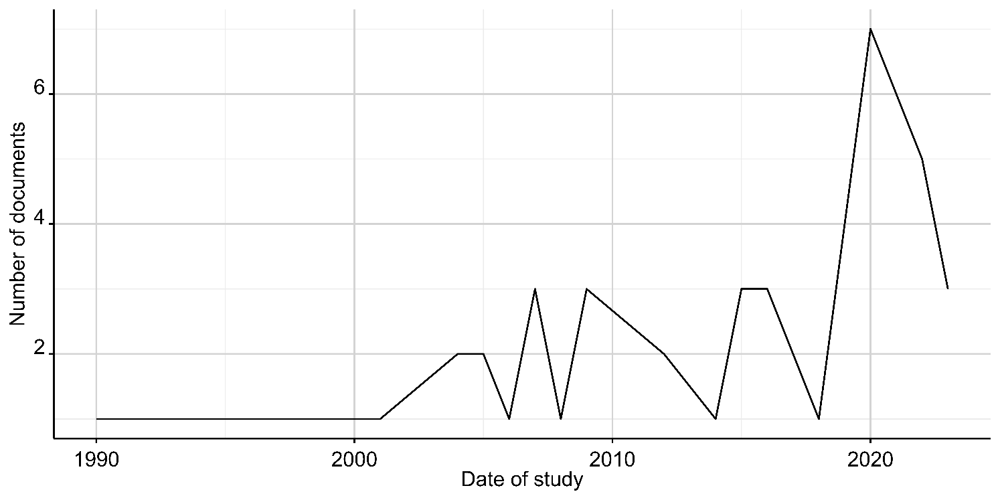 Number of documents
6
4
2
1990 2000 2010 2020
Date of study